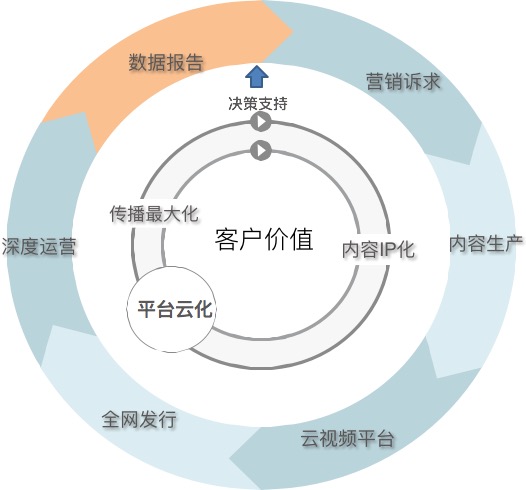 数据报告
营销诉求
决策支持
传播最大化
客户价值
内容IP化
内容生产
深度运营
平台云化
全网发行
云视频平台